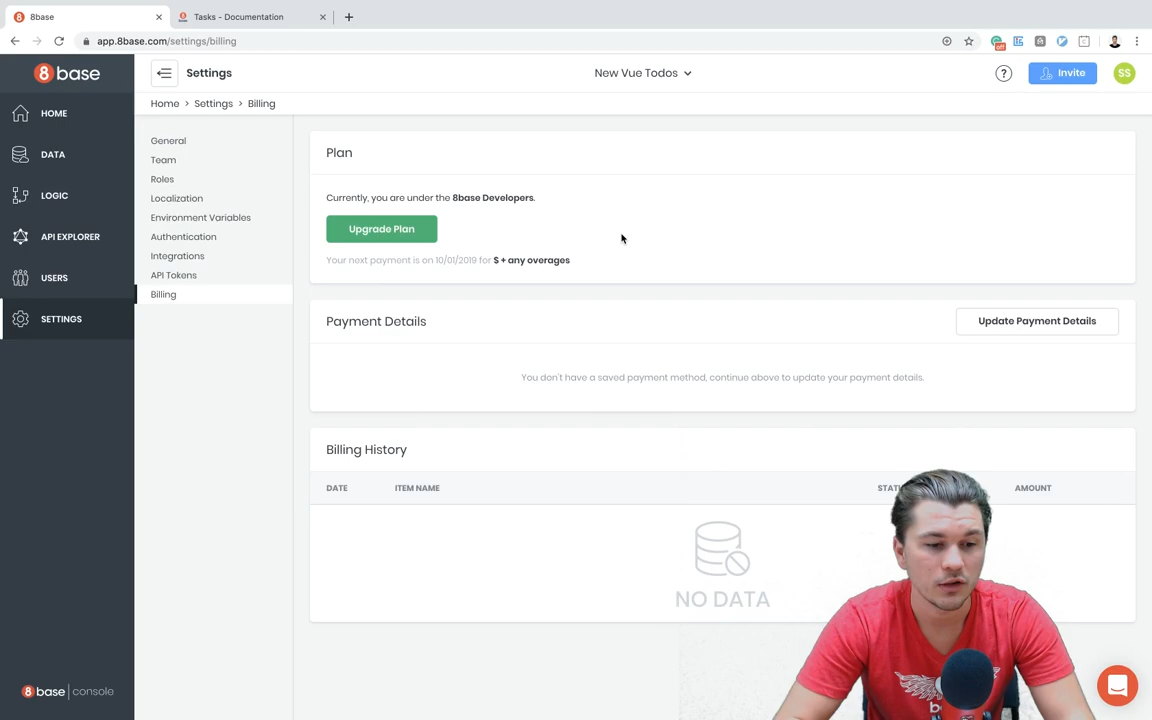 8base
Tasks - Documentation
app.8base.com/settings/billing
off
8base
Settings
New Vue Todos
?
Invite
SS
Home > Settings > Billing
HOME
DATA
LOGIC
API EXPLORER
USERS
SETTINGS
General
Team
Roles
Localization
Environment Variables
Authentication
Integrations
API Tokens
Billing
Plan
Currently, you are under the 8base Developers.
Upgrade Plan
Your next payment is on 10/01/2019 for $ + any overages
Payment Details
Update Payment Details
You don't have a saved payment method, continue above to update your payment details.
Billing History
DATE ITEM NAME AMOUNT
NO DATA
8base console